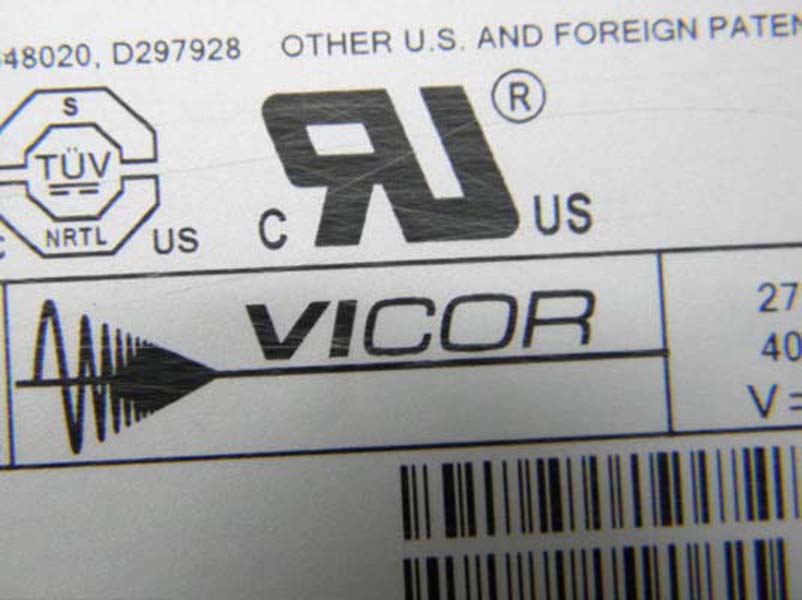 48020, D297928 OTHER U.S. AND FOREIGN PATEN
S
TÜV
NRTL
C US
C US
®
VICOR
27
40
V =